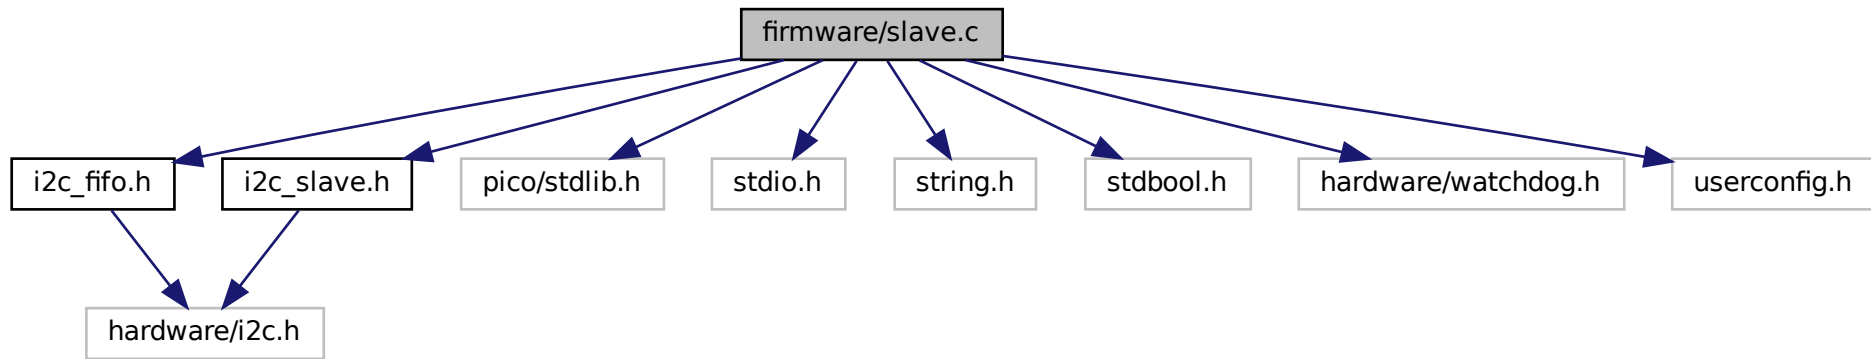 firmware/slave.c
i2c_fifo.h
i2c_slave.h
pico/stdlib.h
stdio.h
string.h
stdbool.h
hardware/watchdog.h
userconfig.h
hardware/i2c.h